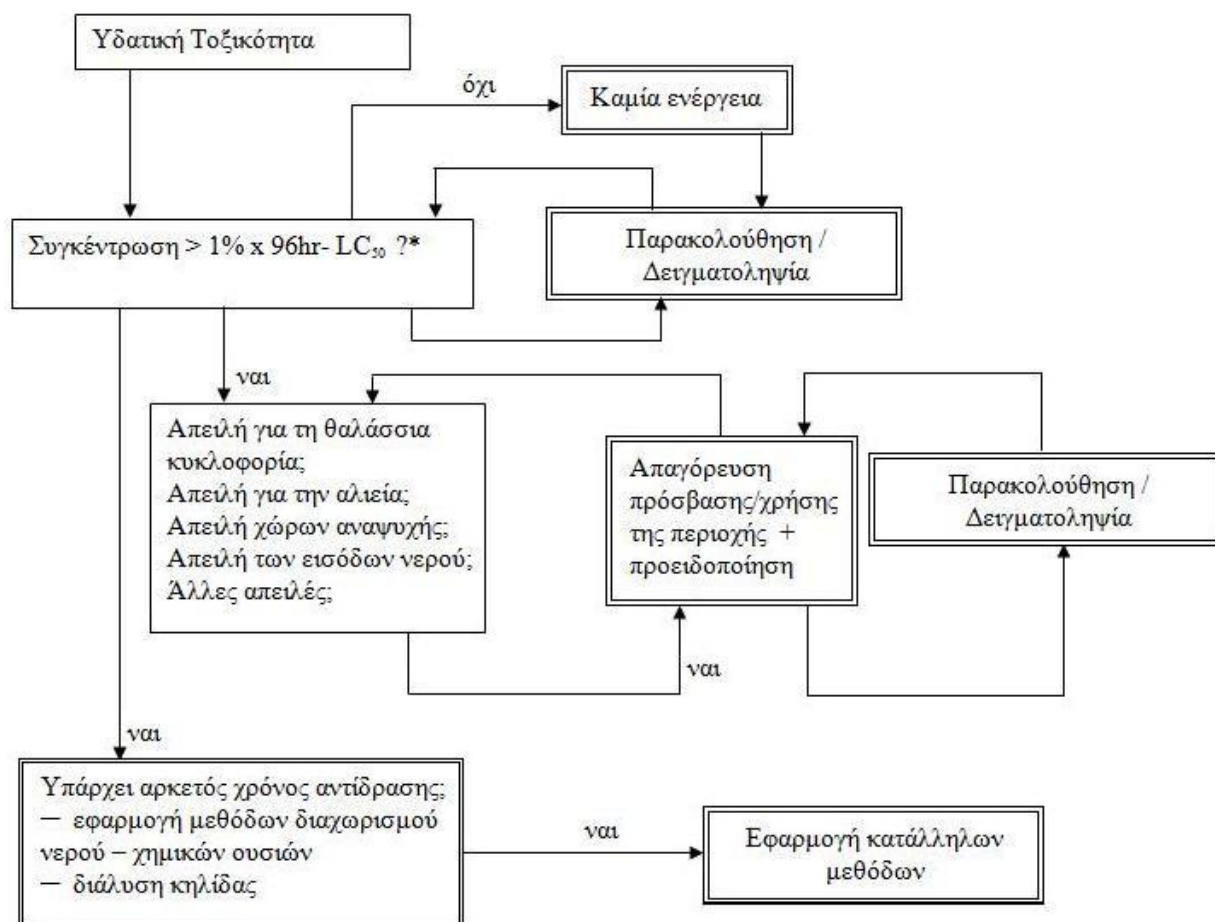 Υδατική Τοξικότητα
όχι
Καμία ενέργεια
Συγκέντρωση > 1% x 96hr- LC₅₀ ?*
Παρακολούθηση /
Δειγματοληψία
ναι
Απειλή για τη θαλάσσια
κυκλοφορία;
Απειλή για την αλιεία;
Απειλή χώρων αναψυχής;
Απειλή των εισόδων νερού;
Άλλες απειλές;
Απαγόρευση
πρόσβασης/χρήσης
της περιοχής +
προειδοποίηση
Παρακολούθηση /
Δειγματοληψία
ναι
ναι
Υπάρχει αρκετός χρόνος αντίδρασης;
— εφαρμογή μεθόδων διαχωρισμού
νερού – χημικών ουσιών
— διάλυση κηλίδας
ναι
Εφαρμογή κατάλληλων
μεθόδων